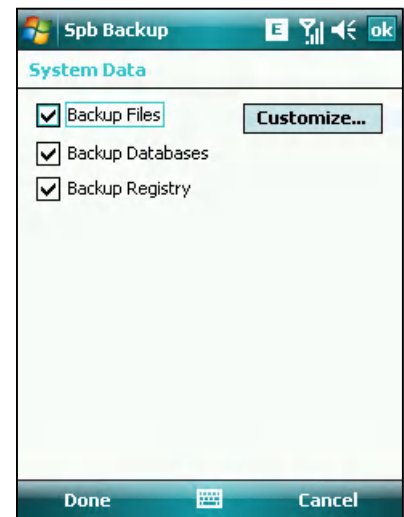 Spb Backup E ok
System Data
Backup Files Customize...
Backup Databases
Backup Registry
Done Cancel